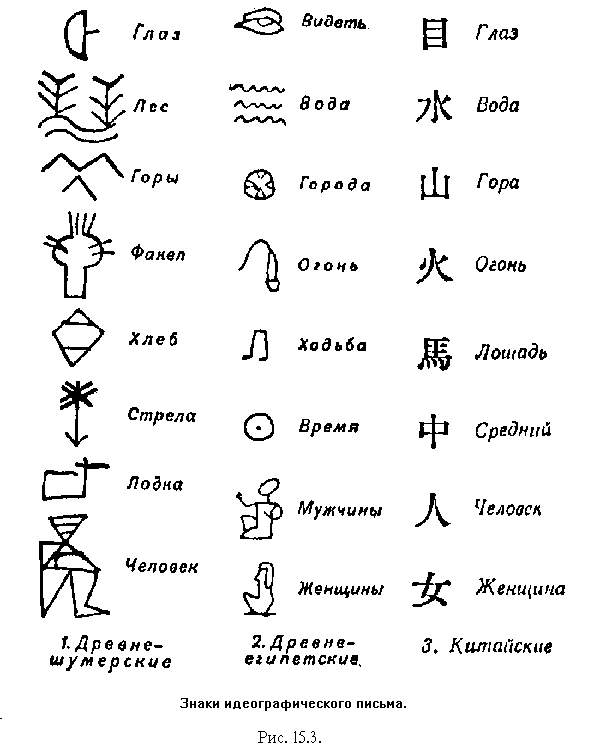 Глаз Видеть. 目 Глаз
Лес Вода 水 Вода
Горы Города 山 Гора
Факел Огонь 火 Огонь
Хлеб Ходьба 馬 Лошадь
Стрела Время 中 Средний
Лодка Мужчины 人 Человек
Человек Женщины 女 Женщина
1. Древне-
шумерские
2. Древне-
египетские.
3. Китайские
Знаки идеографического письма.
Рис. 15.3.